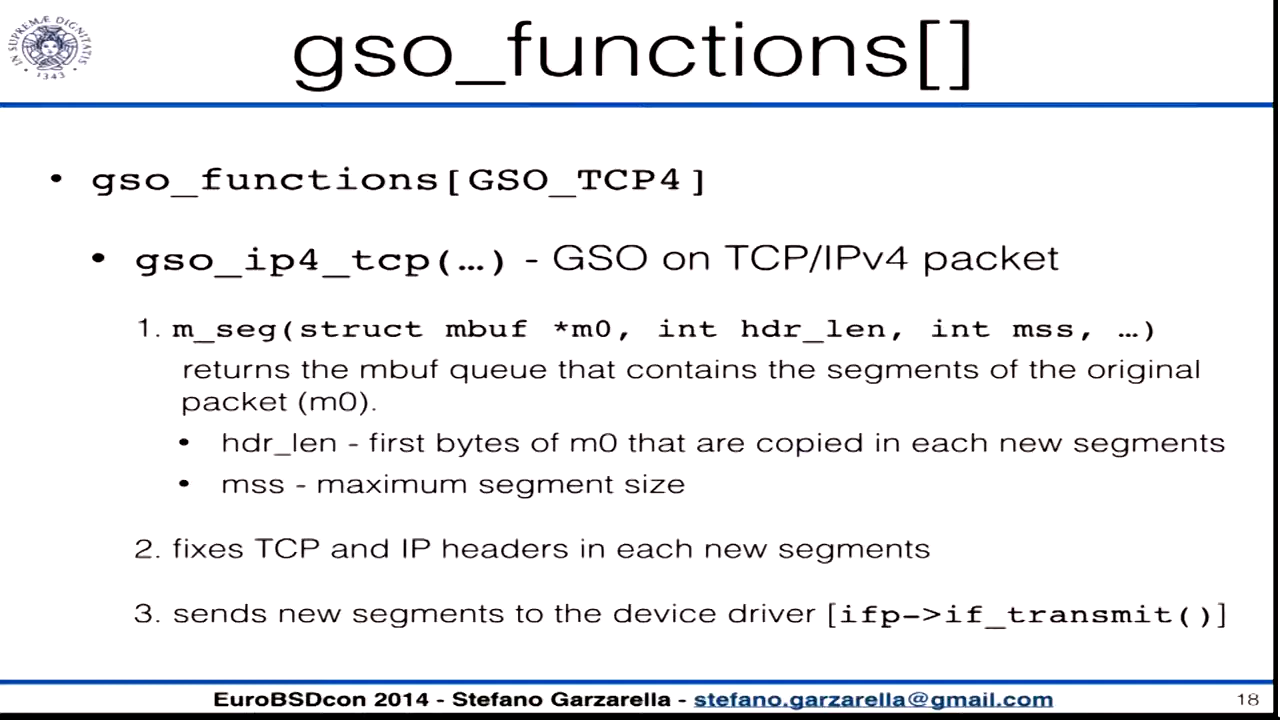 IN SUPREMÆ DIGNITATIS
· 1343 ·
gso_functions[]
• gso_functions[GSO_TCP4]
• gso_ip4_tcp(…) - GSO on TCP/IPv4 packet
1. m_seg(struct mbuf *m0, int hdr_len, int mss, …)
returns the mbuf queue that contains the segments of the original
packet (m0).
• hdr_len - first bytes of m0 that are copied in each new segments
• mss - maximum segment size
2. fixes TCP and IP headers in each new segments
3. sends new segments to the device driver [ifp->if_transmit()]
EuroBSDcon 2014 - Stefano Garzarella - stefano.garzarella@gmail.com
18